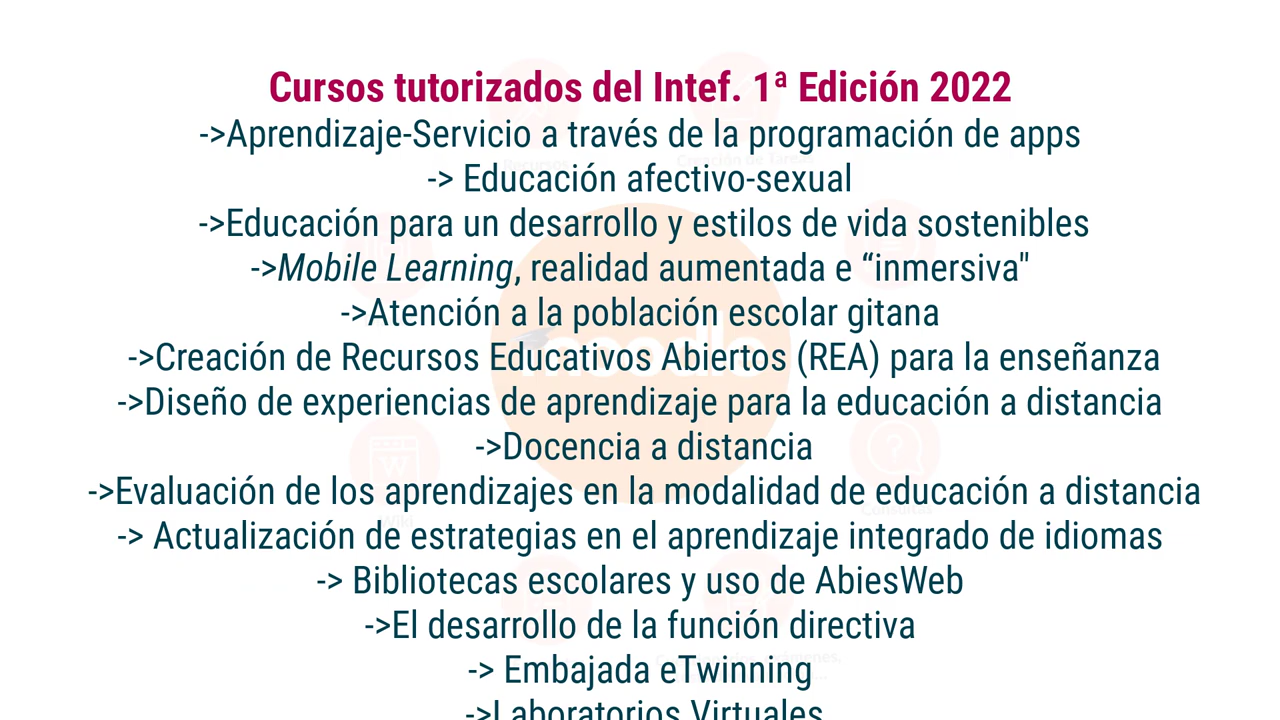 Cursos tutorizados del Intef. 1ª Edición 2022
->Aprendizaje-Servicio a través de la programación de apps
-> Educación afectivo-sexual
->Educación para un desarrollo y estilos de vida sostenibles
->Mobile Learning, realidad aumentada e “inmersiva"
->Atención a la población escolar gitana
->Creación de Recursos Educativos Abiertos (REA) para la enseñanza
->Diseño de experiencias de aprendizaje para la educación a distancia
->Docencia a distancia
->Evaluación de los aprendizajes en la modalidad de educación a distancia
-> Actualización de estrategias en el aprendizaje integrado de idiomas
-> Bibliotecas escolares y uso de AbiesWeb
->El desarrollo de la función directiva
-> Embajada eTwinning
->Laboratorios Virtuales